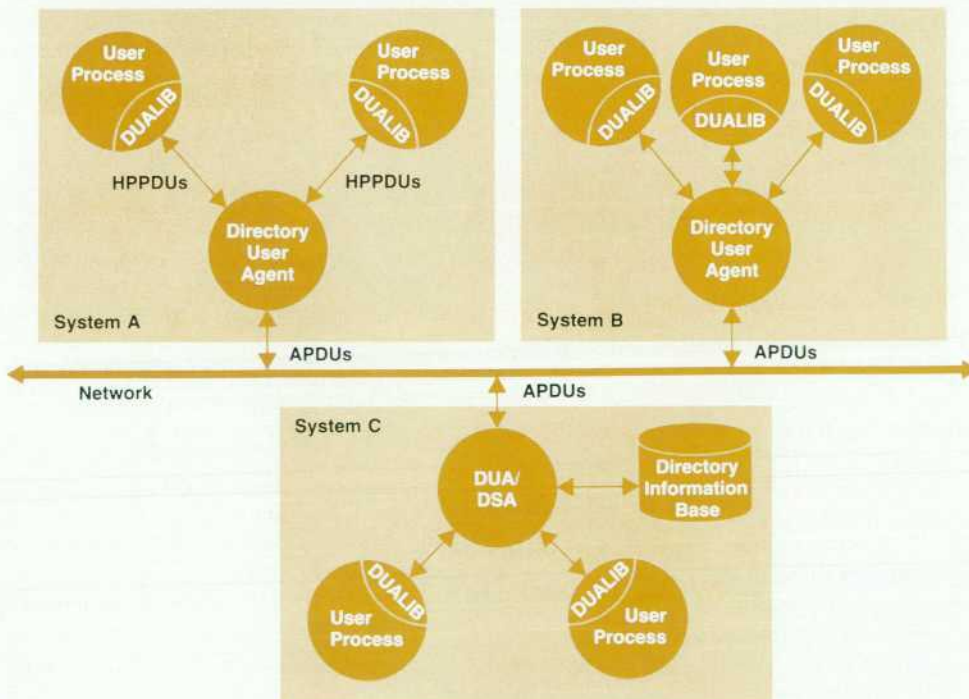 User
Process
DUALIB
User
Process
DUALIB
HPPDUs
HPPDUs
Directory
User
Agent
System A
APDUs
User
Process
DUALIB
User
Process
DUALIB
User
Process
DUALIB
Directory
User
Agent
System B
APDUs
Network
APDUs
System C
DUA/
DSA
Directory
Information
Base
DUALIB
User
Process
DUALIB
User
Process